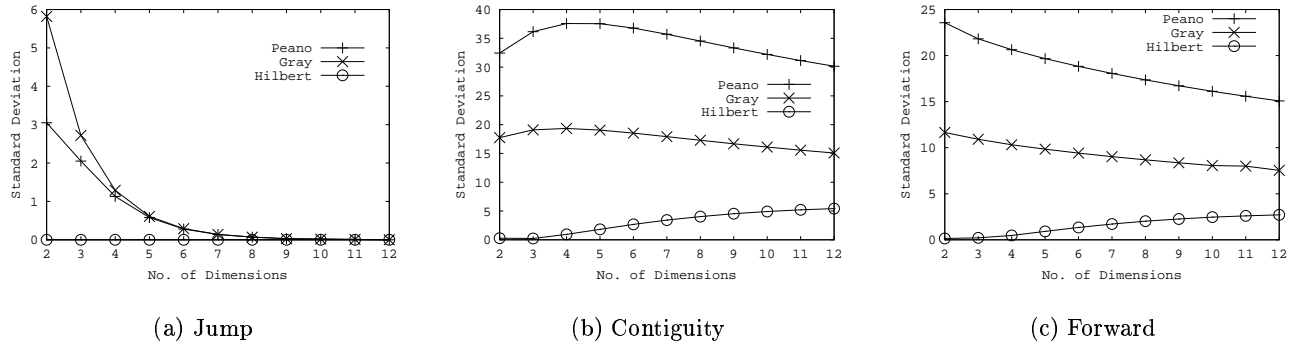 6
5
4
3
2
1
0
Standard Deviation
Peano
Gray
Hilbert
2 3 4 5 6 7 8 9 10 11 12
No. of Dimensions
(a) Jump
40
35
30
25
20
15
10
5
0
Standard Deviation
Peano
Gray
Hilbert
2 3 4 5 6 7 8 9 10 11 12
No. of Dimensions
(b) Contiguity
25
20
15
10
5
0
Standard Deviation
Peano
Gray
Hilbert
2 3 4 5 6 7 8 9 10 11 12
No. of Dimensions
(c) Forward